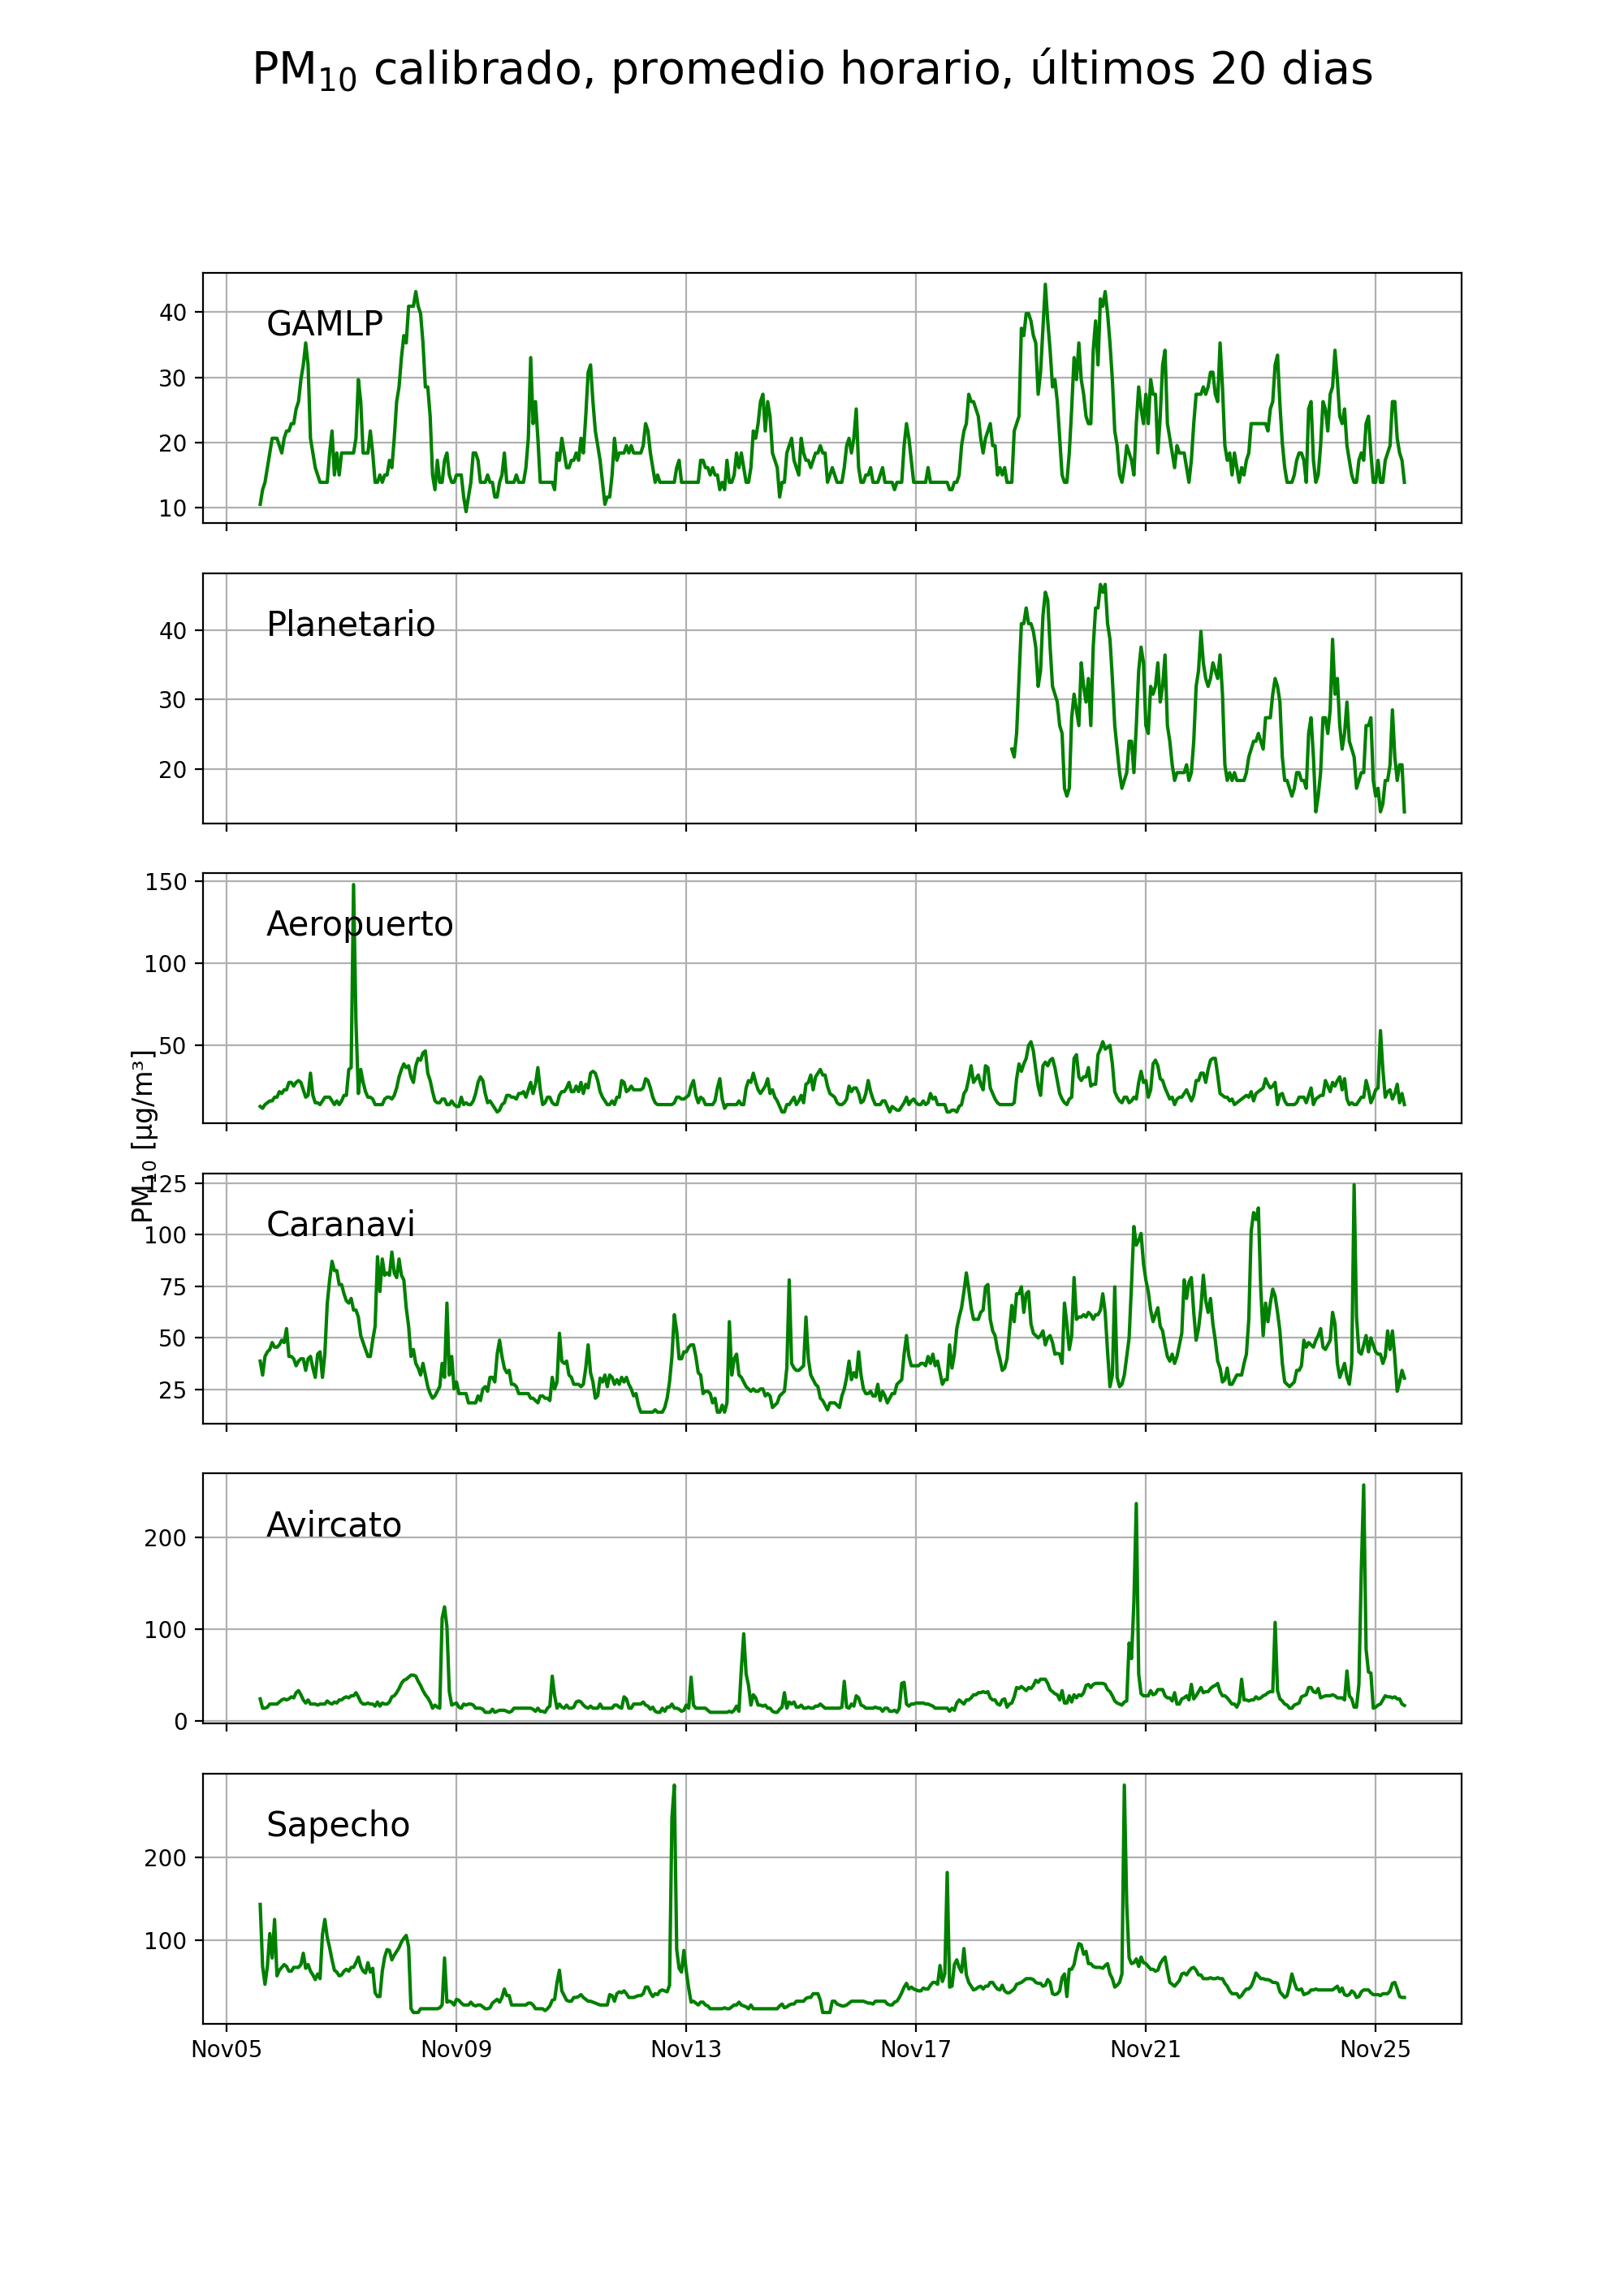 PM₁₀ calibrado, promedio horario, últimos 20 dias
GAMLP
40
30
20
10
Planetario
40
30
20
Aeropuerto
150
100
50
PM₁₀ [µg/m³]
Caranavi
125
100
75
50
25
Avircato
200
100
0
Sapecho
200
100
Nov05 Nov09 Nov13 Nov17 Nov21 Nov25